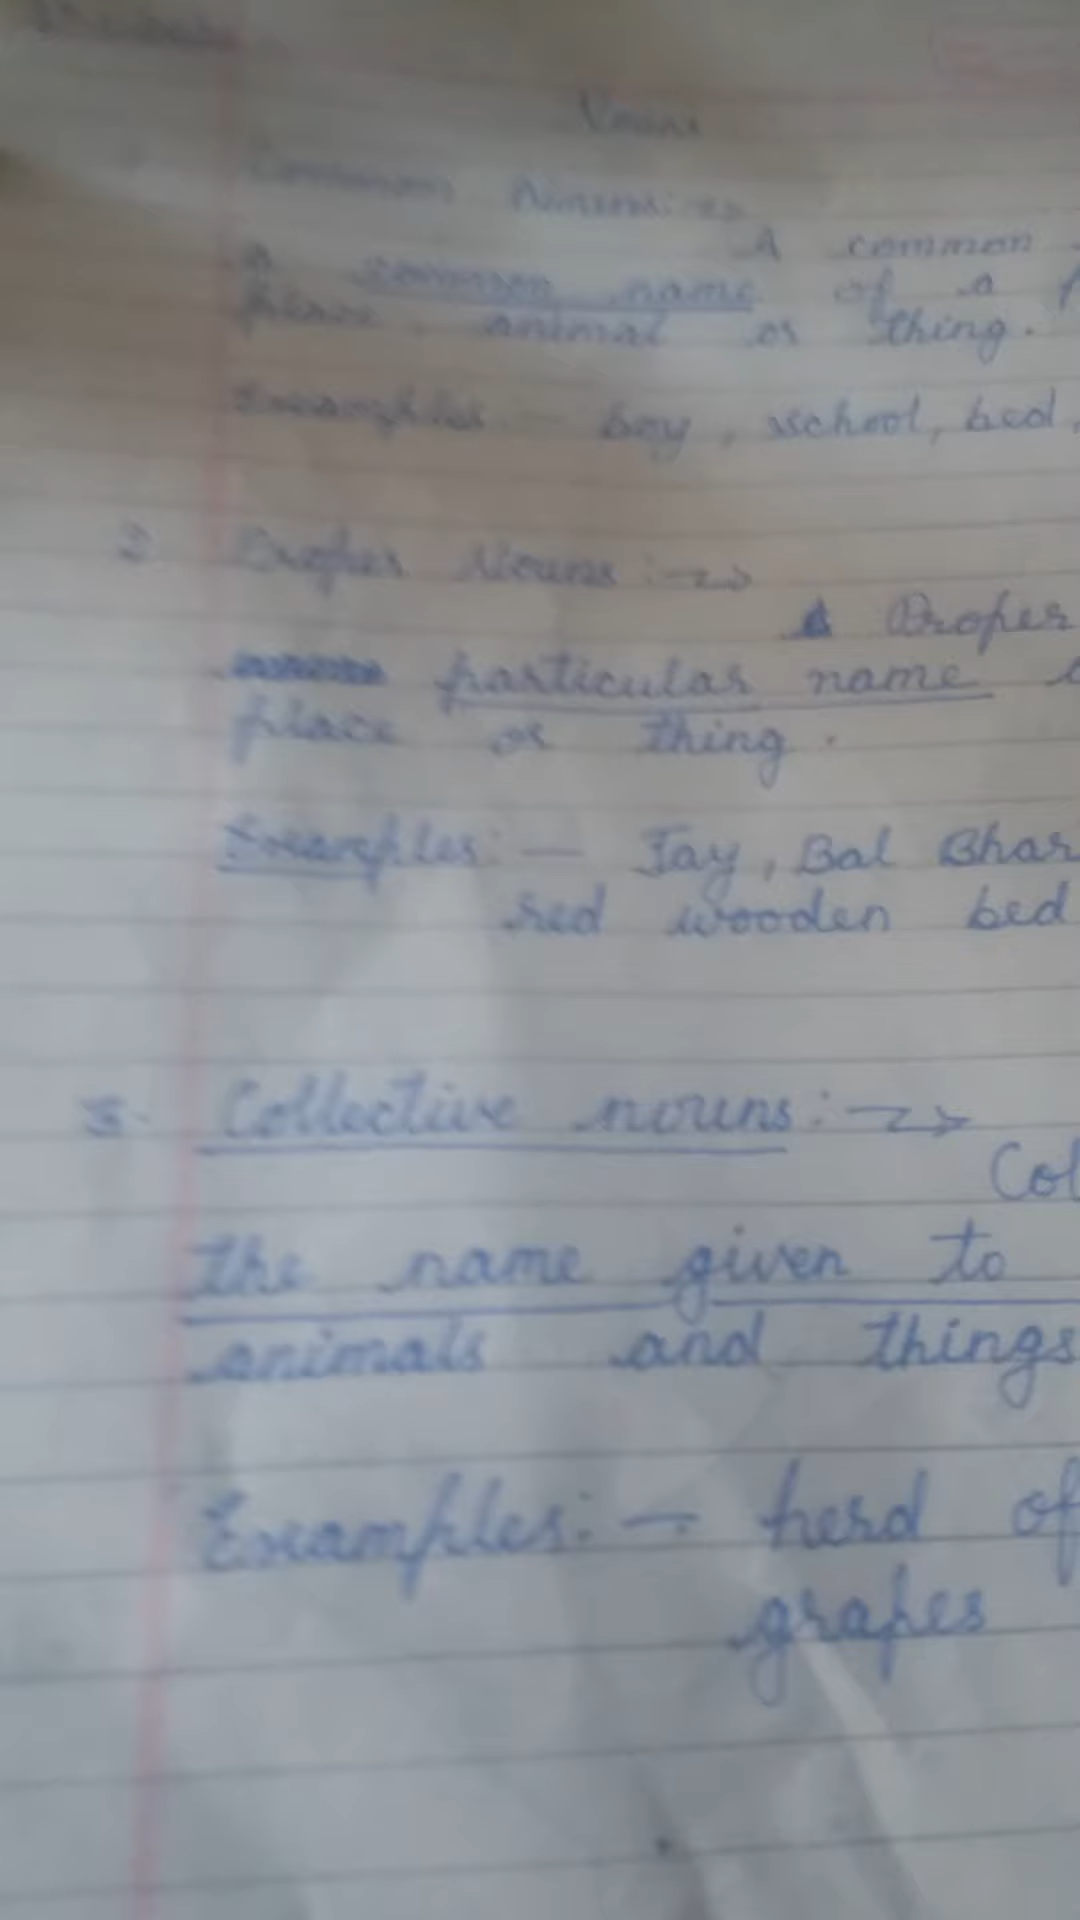 Nouns
Common Nouns:->
A common
a common name of a
place animal or thing.
Examples - boy, school, bed,
2. Proper Nouns :->
A Proper
particular name
place or thing.
Examples:- Jay, Bal Bhar
red wooden bed
3. Collective nouns:->
Col
the name given to
animals and things
Examples:- herd of
grapes